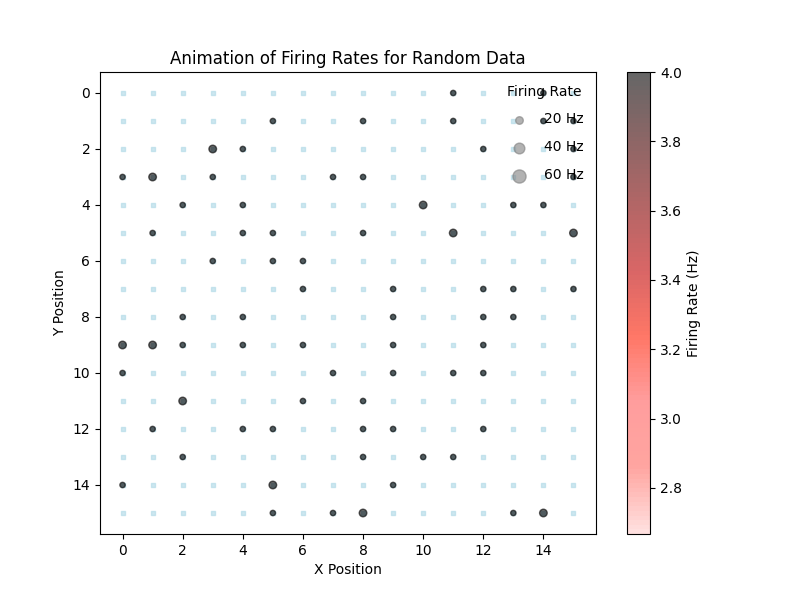 Animation of Firing Rates for Random Data
Firing Rate
20 Hz
40 Hz
60 Hz
0
2
4
6
8
10
12
14
Y Position
0 2 4 6 8 10 12 14
X Position
4.0
3.8
3.6
3.4
3.2
3.0
2.8
Firing Rate (Hz)